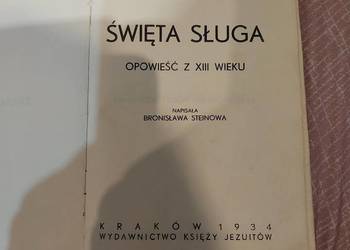 ŚWIĘTA SŁUGA
OPOWIEŚĆ Z XIII WIEKU
NAPISAŁA
BRONISŁAWA STEINOWA
KRAKÓW 1934
WYDAWNICTWO KSIĘŻY JEZUITÓW